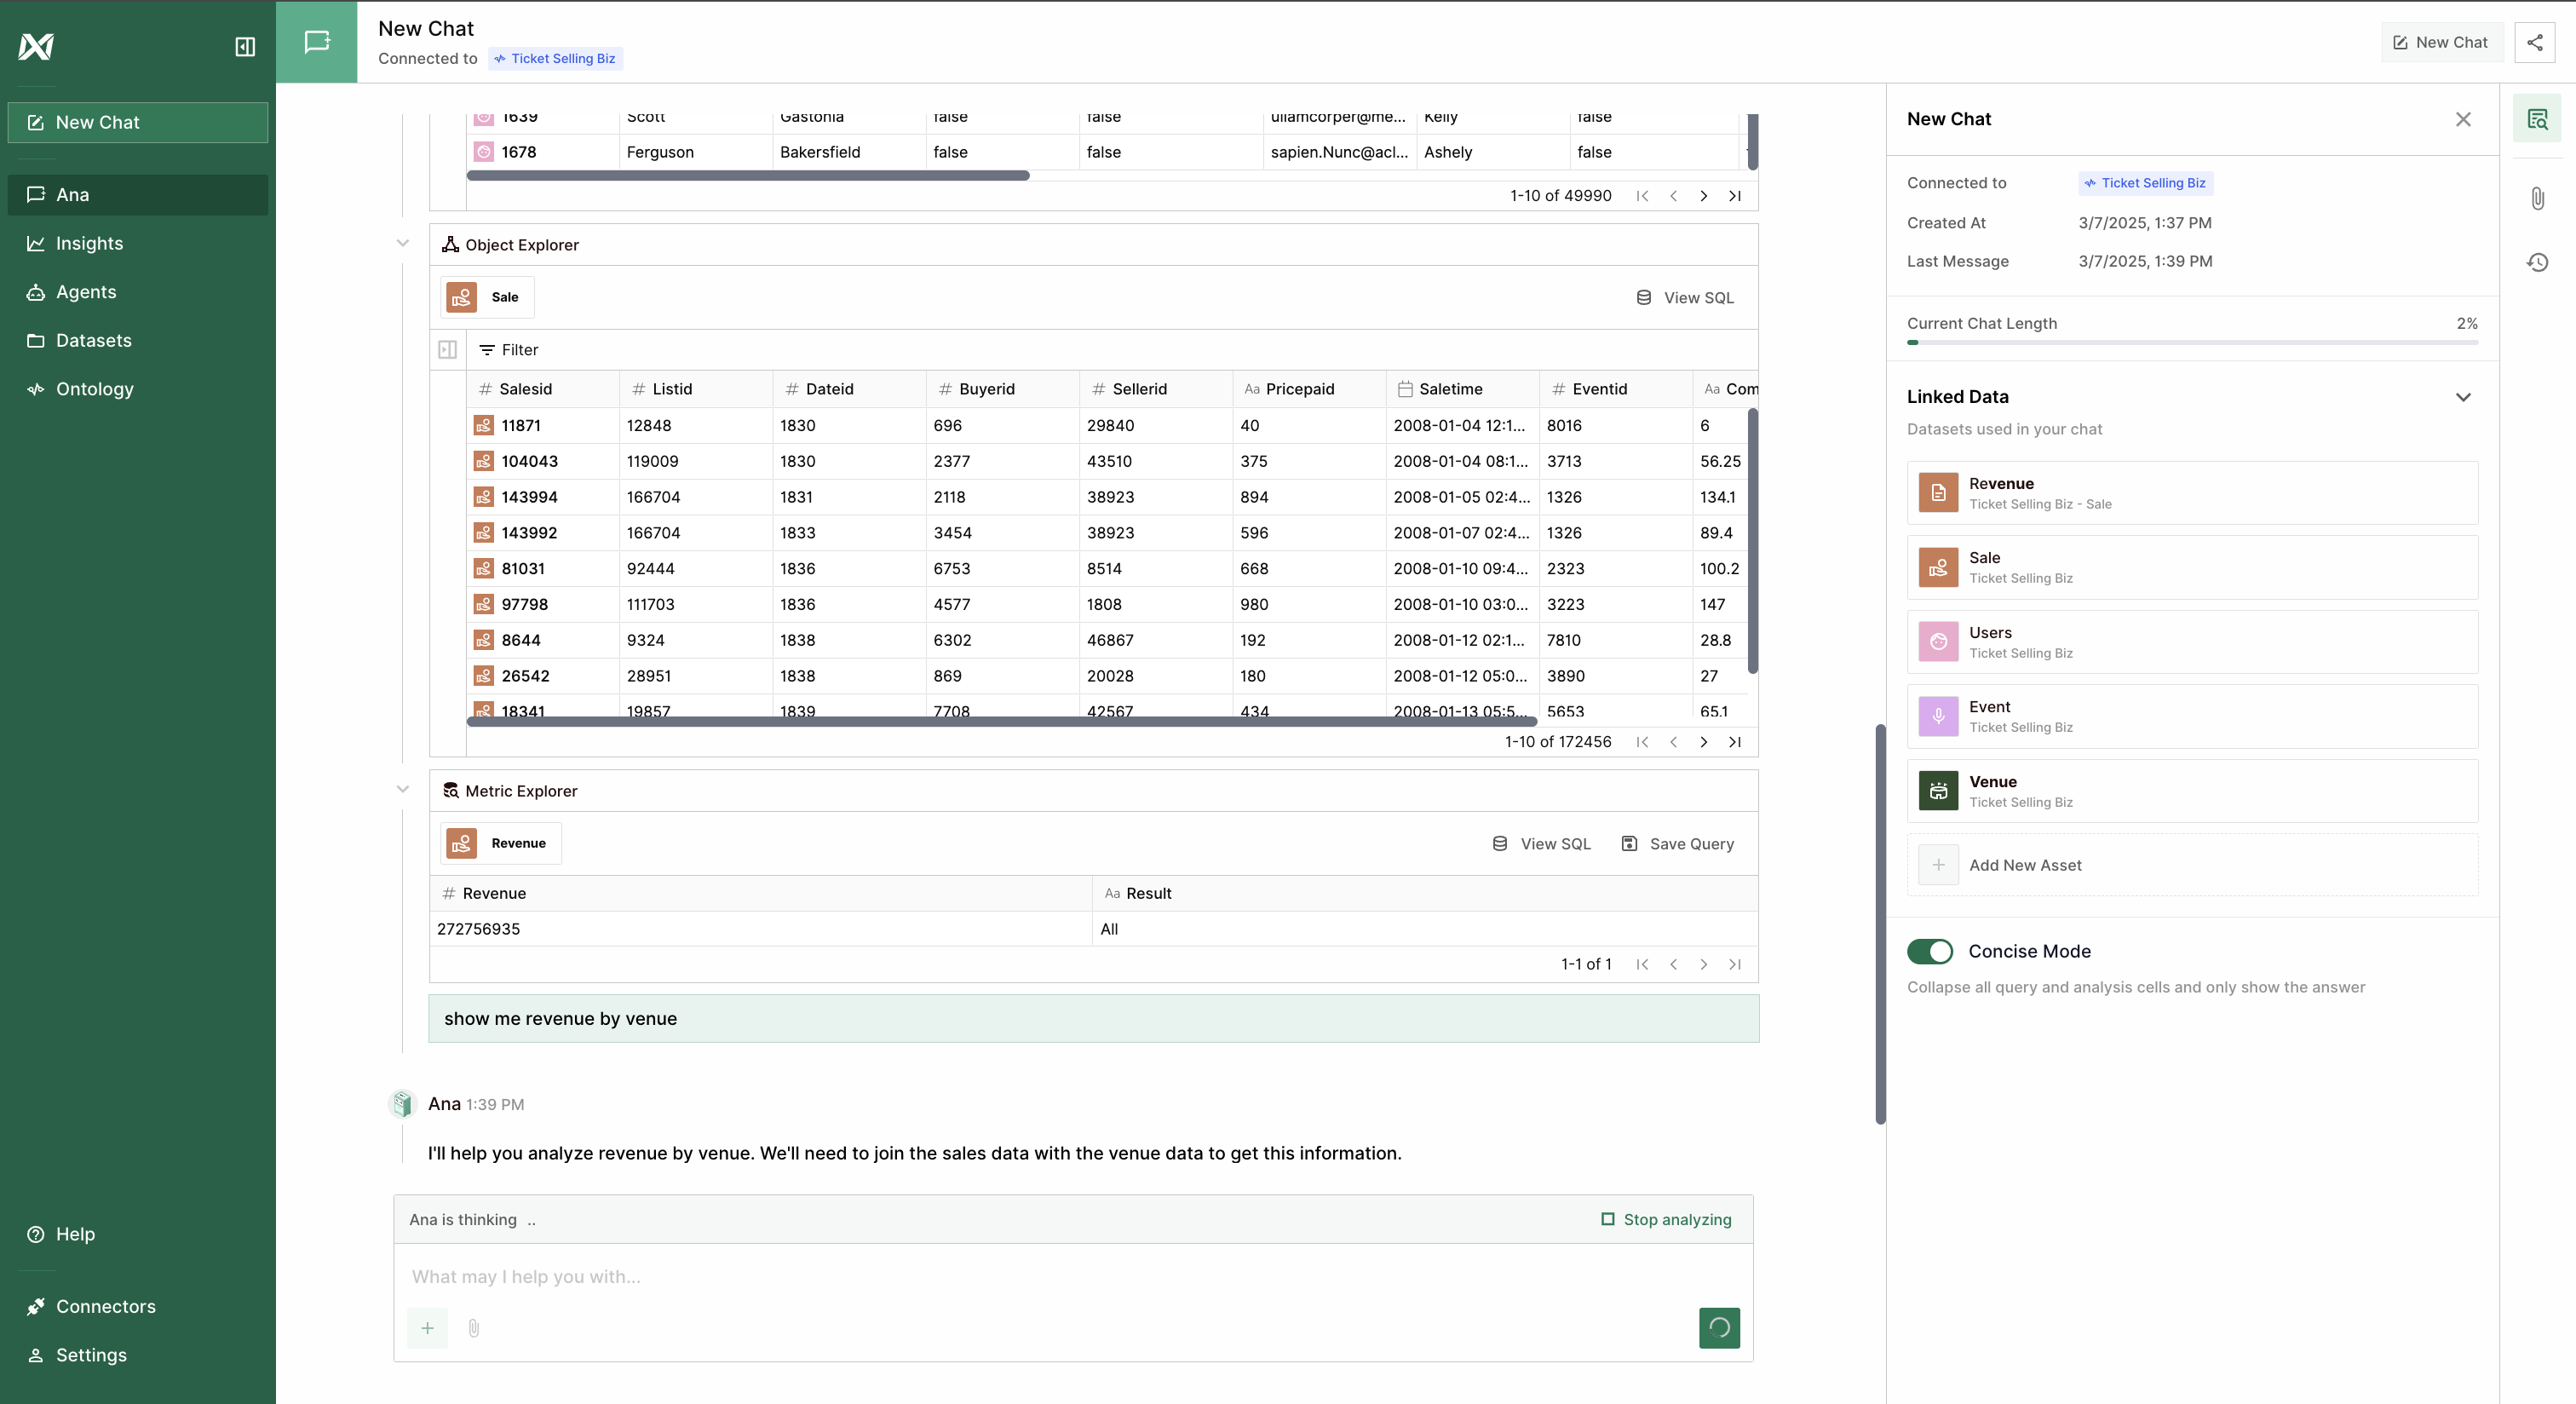 New Chat
Connected to Ticket Selling Biz
New Chat
New Chat
Ana
Insights
Agents
Datasets
Ontology
Help
Connectors
Settings
1639 Scott Gastonia false false ullamcorper@me... Kelly false
1678 Ferguson Bakersfield false false sapien.Nunc@acl... Ashely false
1-10 of 49990
Object Explorer
Sale View SQL
Filter
# Salesid # Listid # Dateid # Buyerid # Sellerid Aa Pricepaid Saletime # Eventid Aa Com
11871 12848 1830 696 29840 40 2008-01-04 12:1... 8016 6
104043 119009 1830 2377 43510 375 2008-01-04 08:1... 3713 56.25
143994 166704 1831 2118 38923 894 2008-01-05 02:4... 1326 134.1
143992 166704 1833 3454 38923 596 2008-01-07 02:4... 1326 89.4
81031 92444 1836 6753 8514 668 2008-01-10 09:4... 2323 100.2
97798 111703 1836 4577 1808 980 2008-01-10 03:0... 3223 147
8644 9324 1838 6302 46867 192 2008-01-12 02:1... 7810 28.8
26542 28951 1838 869 20028 180 2008-01-12 05:0... 3890 27
18341 19857 1839 7708 42567 434 2008-01-13 05:5... 5653 65.1
1-10 of 172456
Metric Explorer
Revenue View SQL Save Query
# Revenue Aa Result
272756935 All
1-1 of 1
show me revenue by venue
Ana 1:39 PM
I'll help you analyze revenue by venue. We'll need to join the sales data with the venue data to get this information.
Ana is thinking .. Stop analyzing
What may I help you with...
New Chat
Connected to Ticket Selling Biz
Created At 3/7/2025, 1:37 PM
Last Message 3/7/2025, 1:39 PM
Current Chat Length 2%
Linked Data
Datasets used in your chat
Revenue
Ticket Selling Biz - Sale
Sale
Ticket Selling Biz
Users
Ticket Selling Biz
Event
Ticket Selling Biz
Venue
Ticket Selling Biz
Add New Asset
Concise Mode
Collapse all query and analysis cells and only show the answer